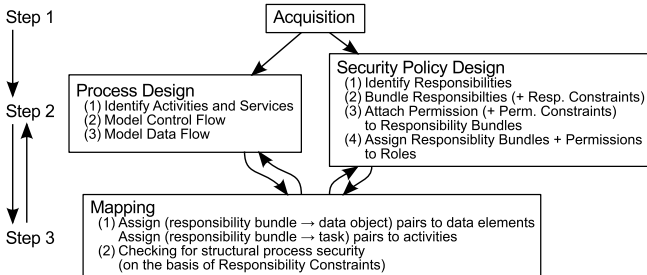 Step 1
Acquisition
Step 2
Process Design
(1) Identify Activities and Services
(2) Model Control Flow
(3) Model Data Flow
Security Policy Design
(1) Identify Responsibilities
(2) Bundle Responsibilties (+ Resp. Constraints)
(3) Attach Permission (+ Perm. Constraints)
to Responsibility Bundles
(4) Assign Responsiblity Bundles + Permissions
to Roles
Step 3
Mapping
(1) Assign (responsibility bundle → data object) pairs to data elements
Assign (responsibility bundle → task) pairs to activities
(2) Checking for structural process security
(on the basis of Responsibility Constraints)